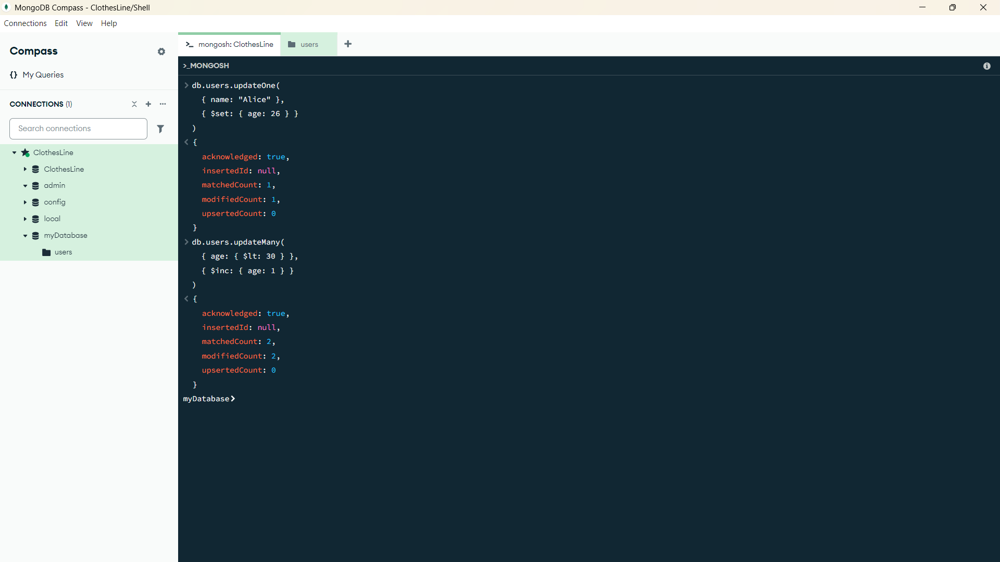 MongoDB Compass - ClothesLine/Shell
Connections Edit View Help
Compass
{} My Queries
CONNECTIONS (1)
Search connections
ClothesLine
ClothesLine
admin
config
local
myDatabase
users
>_ mongosh: ClothesLine users +
>_MONGOSH
> db.users.updateOne(
{ name: "Alice" },
{ $set: { age: 26 } }
)
< {
acknowledged: true,
insertedId: null,
matchedCount: 1,
modifiedCount: 1,
upsertedCount: 0
}
> db.users.updateMany(
{ age: { $lt: 30 } },
{ $inc: { age: 1 } }
)
< {
acknowledged: true,
insertedId: null,
matchedCount: 2,
modifiedCount: 2,
upsertedCount: 0
}
myDatabase>